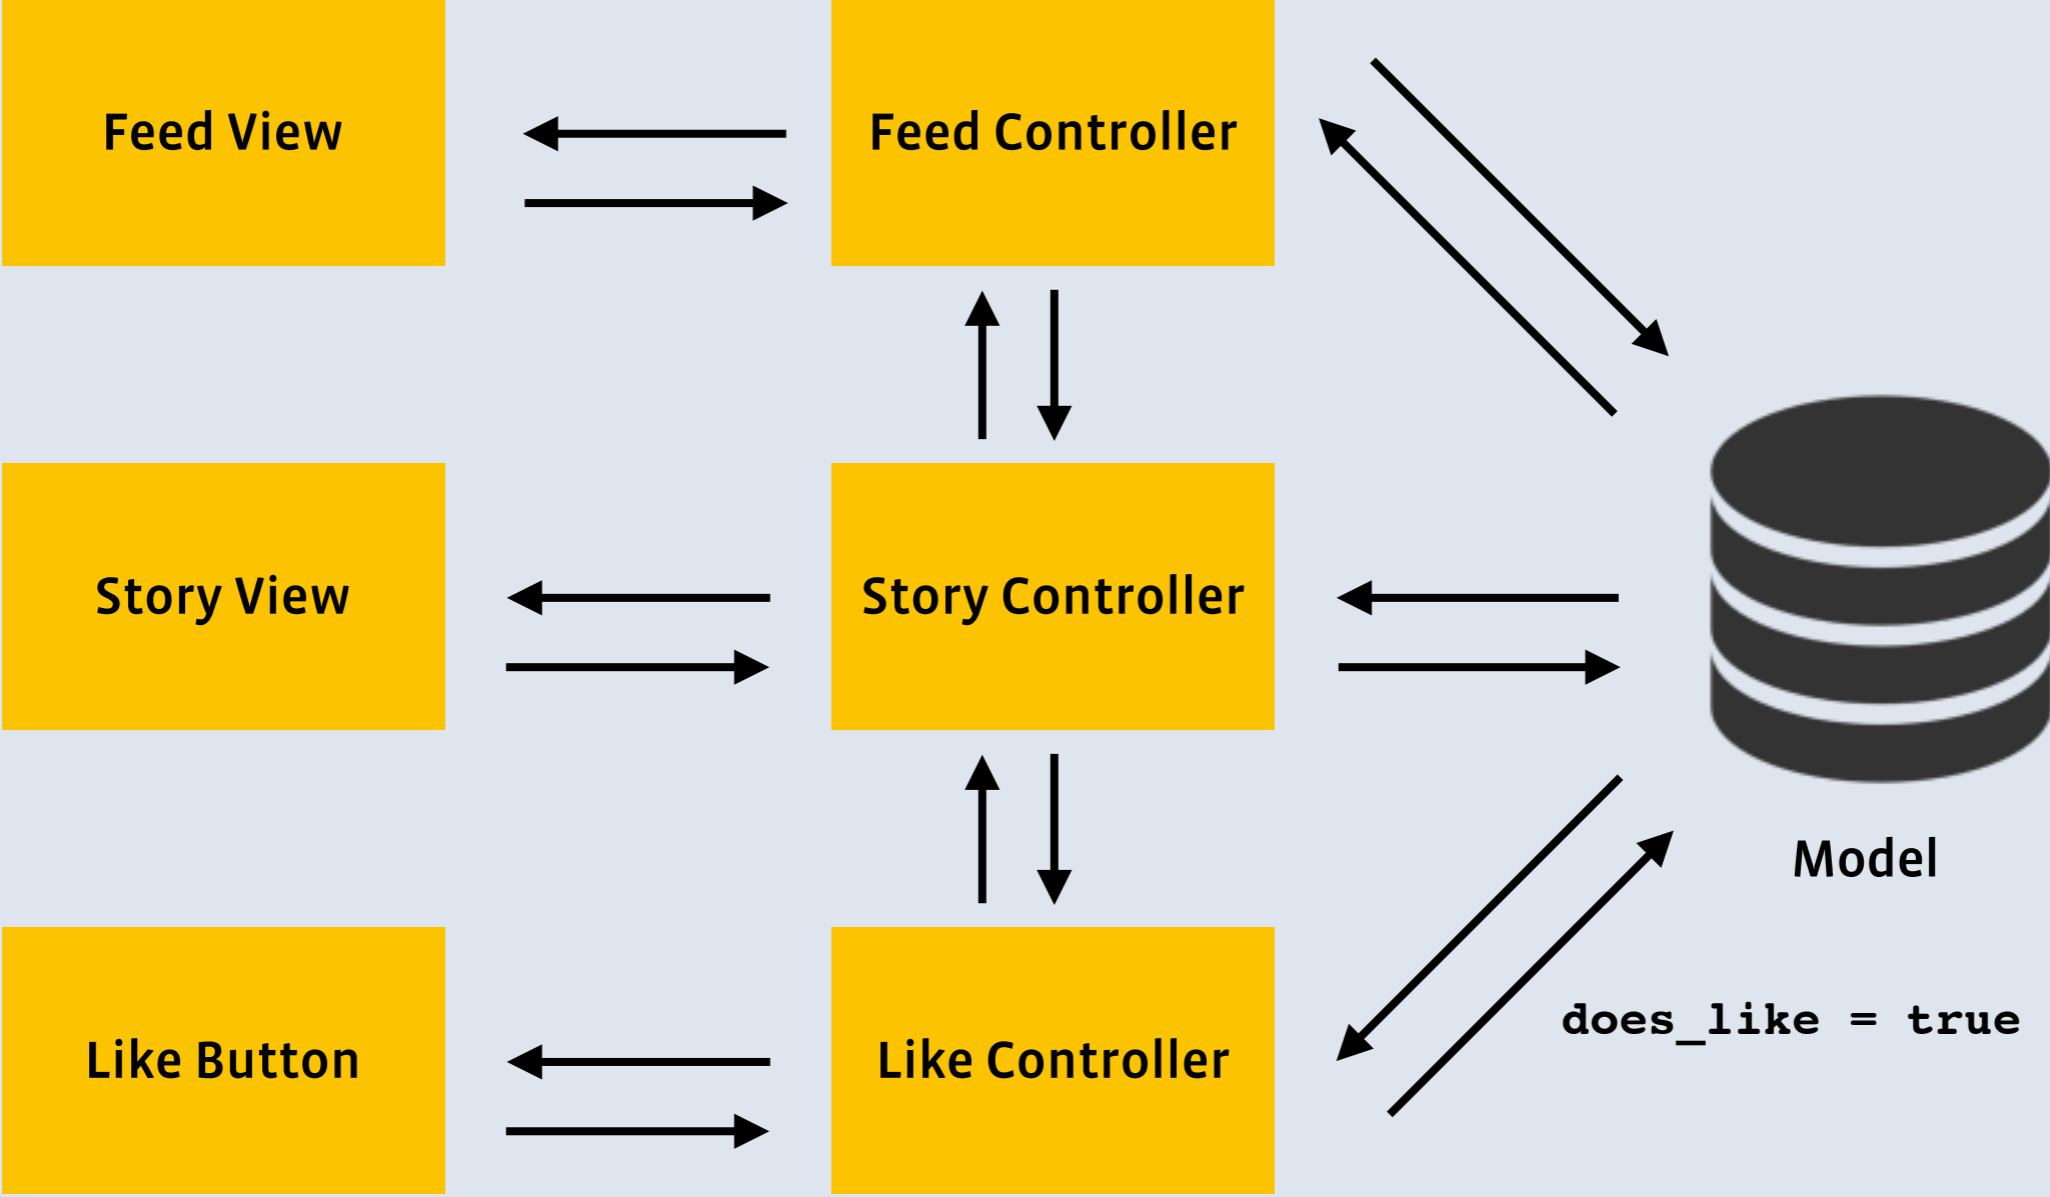 Feed View
Feed Controller
Story View
Story Controller
Model
does_like = true
Like Button
Like Controller